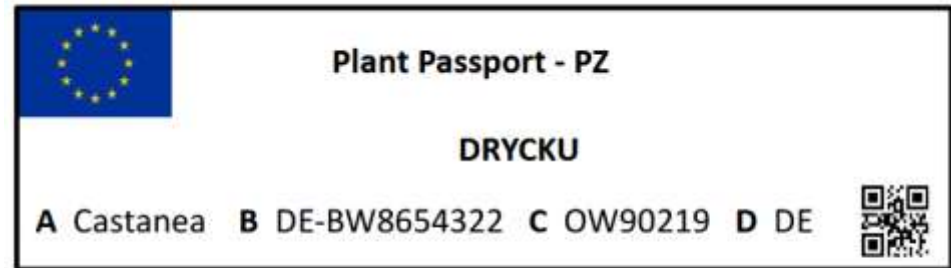 Plant Passport - PZ
DRYCKU
A Castanea B DE-BW8654322 C OW90219 D DE